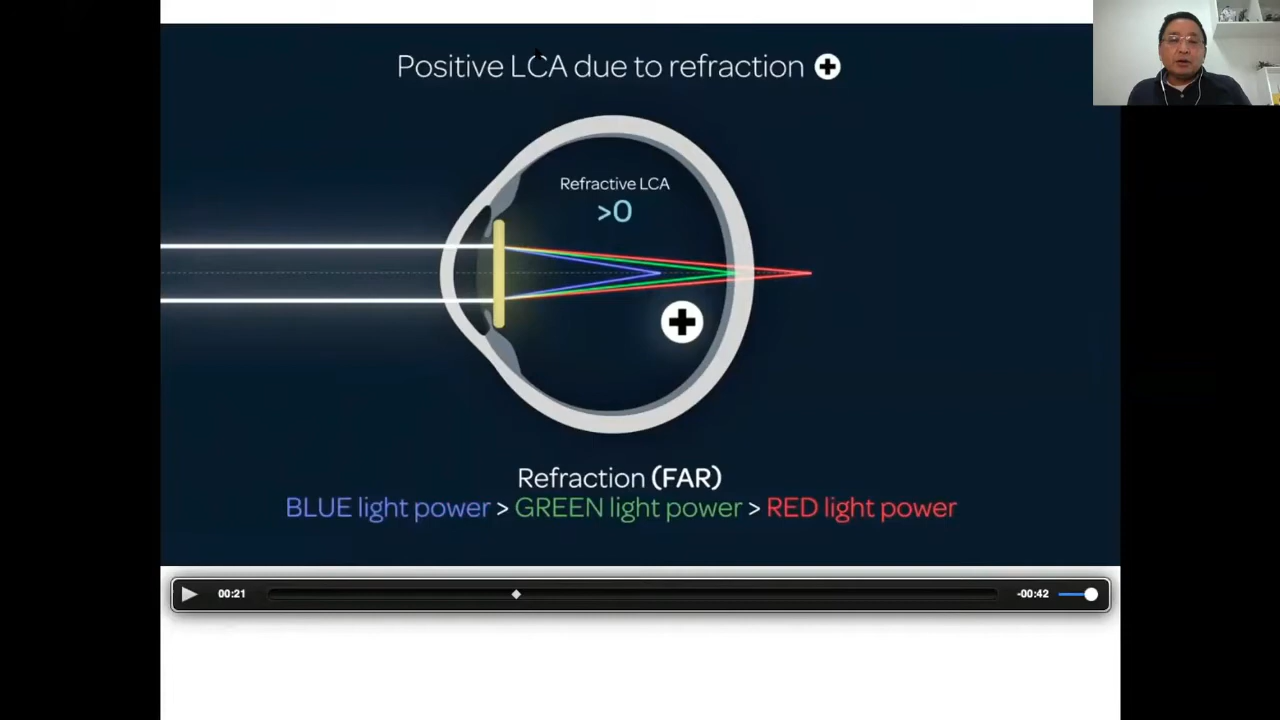 Positive LCA due to refraction +
Refractive LCA
>0
+
Refraction (FAR)
BLUE light power > GREEN light power > RED light power
00:21
-00:42